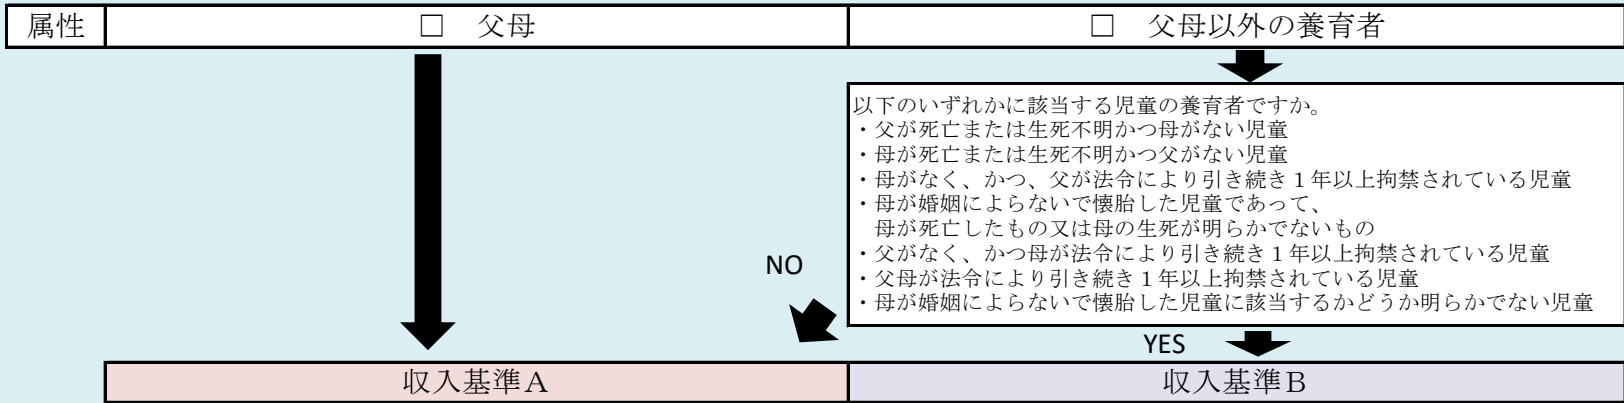 属性
□ 父母
□ 父母以外の養育者
以下のいずれかに該当する児童の養育者ですか。
・父が死亡または生死不明かつ母がない児童
・母が死亡または生死不明かつ父がない児童
・母がなく、かつ、父が法令により引き続き１年以上拘禁されている児童
・母が婚姻によらないで懐胎した児童であって、
母が死亡したもの又は母の生死が明らかでないもの
・父がなく、かつ母が法令により引き続き１年以上拘禁されている児童
・父母が法令により引き続き１年以上拘禁されている児童
・母が婚姻によらないで懐胎した児童に該当するかどうか明らかでない児童
NO
YES
収入基準Ａ
収入基準Ｂ